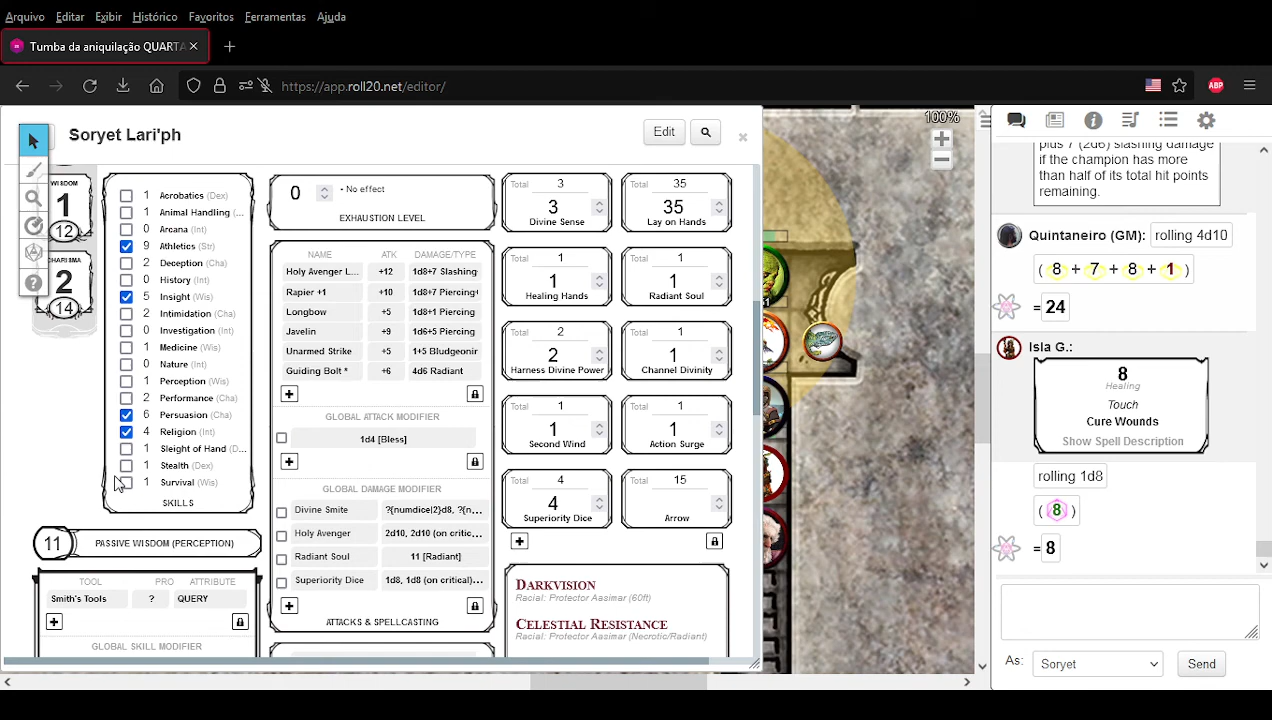 Arquivo Editar Exibir Histórico Favoritos Ferramentas Ajuda
Tumba da aniquilação QUARTA
https://app.roll20.net/editor/
ABP
Soryet Lari'ph
Edit
WISDOM
1
12
CHARISMA
2
14
1 Acrobatics (Dex)
1 Animal Handling (...
0 Arcana (Int)
9 Athletics (Str)
2 Deception (Cha)
0 History (Int)
5 Insight (Wis)
2 Intimidation (Cha)
0 Investigation (Int)
1 Medicine (Wis)
0 Nature (Int)
1 Perception (Wis)
2 Performance (Cha)
6 Persuasion (Cha)
4 Religion (Int)
1 Sleight of Hand (D...
1 Stealth (Dex)
1 Survival (Wis)
SKILLS
11 PASSIVE WISDOM (PERCEPTION)
TOOL PRO ATTRIBUTE
Smith's Tools ? QUERY
GLOBAL SKILL MODIFIER
0 • No effect
EXHAUSTION LEVEL
NAME ATK DAMAGE/TYPE
Holy Avenger L... +12 1d8+7 Slashing
Rapier +1 +10 1d8+7 Piercing+
Longbow +5 1d8+1 Piercing
Javelin +9 1d6+5 Piercing
Unarmed Strike +5 1+5 Bludgeonin
Guiding Bolt * +6 4d6 Radiant
GLOBAL ATTACK MODIFIER
1d4 [Bless]
GLOBAL DAMAGE MODIFIER
Divine Smite ?{numdice|2}d8, ?{n...
Holy Avenger 2d10, 2d10 (on critic...
Radiant Soul 11 [Radiant]
Superiority Dice 1d8, 1d8 (on critical)...
ATTACKS & SPELLCASTING
Total 3
3
Divine Sense
Total 35
35
Lay on Hands
Total 1
1
Healing Hands
Total 1
1
Radiant Soul
Total 2
2
Harness Divine Power
Total 1
1
Channel Divinity
Total 1
1
Second Wind
Total 1
1
Action Surge
Total 4
4
Superiority Dice
Total 15
Arrow
DARKVISION
Racial: Protector Aasimar (60ft)
CELESTIAL RESISTANCE
Racial: Protector Aasimar (Necrotic/Radiant)
100%
plus 7 (2d6) slashing damage
if the champion has more
than half of its total hit points
remaining.
Quintaneiro (GM): rolling 4d10
( 8 + 7 + 8 + 1 )
= 24
Isla G.:
8
Healing
Touch
Cure Wounds
Show Spell Description
rolling 1d8
( 8 )
= 8
As: Soryet Send